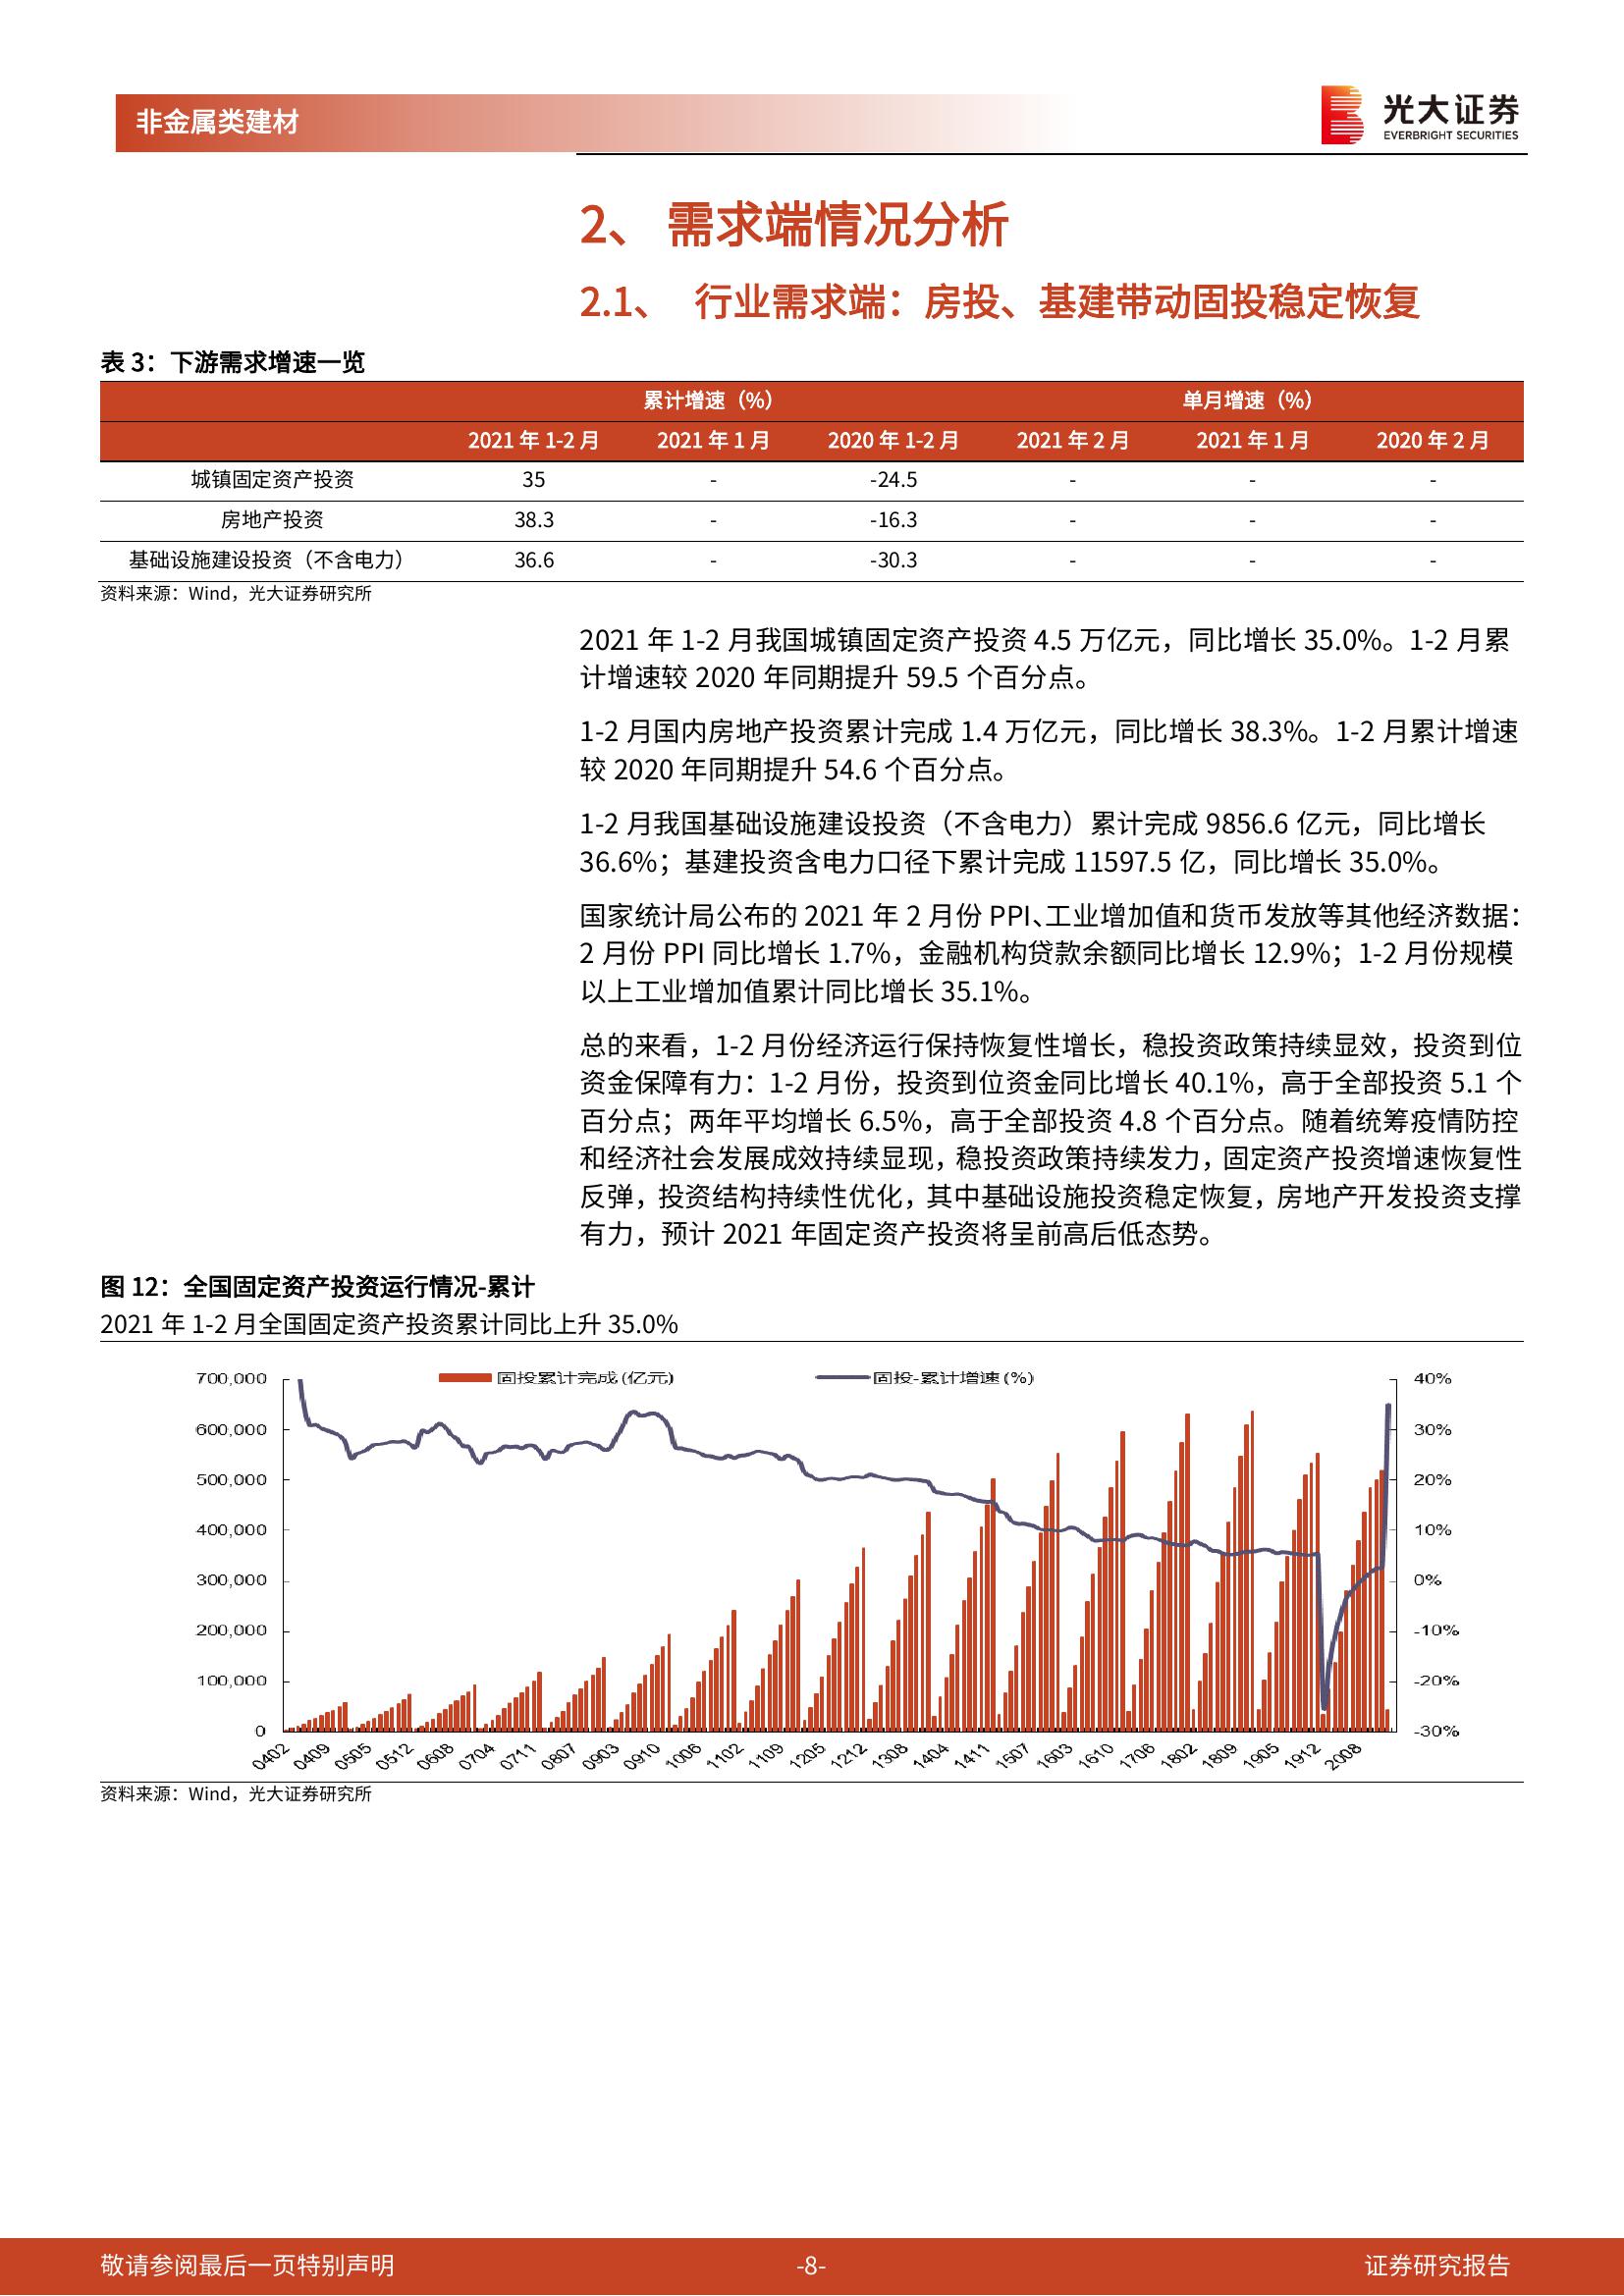 非金属类建材
光大证券
EVERBRIGHT SECURITIES
2、 需求端情况分析
2.1、 行业需求端：房投、基建带动固投稳定恢复
表 3：下游需求增速一览
累计增速（%） 单月增速（%）
2021 年 1-2 月 2021 年 1 月 2020 年 1-2 月 2021 年 2 月 2021 年 1 月 2020 年 2 月
城镇固定资产投资 35 - -24.5 - - -
房地产投资 38.3 - -16.3 - - -
基础设施建设投资（不含电力） 36.6 - -30.3 - - -
资料来源：Wind，光大证券研究所
2021 年 1-2 月我国城镇固定资产投资 4.5 万亿元，同比增长 35.0%。1-2 月累
计增速较 2020 年同期提升 59.5 个百分点。
1-2 月国内房地产投资累计完成 1.4 万亿元，同比增长 38.3%。1-2 月累计增速
较 2020 年同期提升 54.6 个百分点。
1-2 月我国基础设施建设投资（不含电力）累计完成 9856.6 亿元，同比增长
36.6%；基建投资含电力口径下累计完成 11597.5 亿，同比增长 35.0%。
国家统计局公布的 2021 年 2 月份 PPI、工业增加值和货币发放等其他经济数据：
2 月份 PPI 同比增长 1.7%，金融机构贷款余额同比增长 12.9%；1-2 月份规模
以上工业增加值累计同比增长 35.1%。
总的来看，1-2 月份经济运行保持恢复性增长，稳投资政策持续显效，投资到位
资金保障有力：1-2 月份，投资到位资金同比增长 40.1%，高于全部投资 5.1 个
百分点；两年平均增长 6.5%，高于全部投资 4.8 个百分点。随着统筹疫情防控
和经济社会发展成效持续显现，稳投资政策持续发力，固定资产投资增速恢复性
反弹，投资结构持续性优化，其中基础设施投资稳定恢复，房地产开发投资支撑
有力，预计 2021 年固定资产投资将呈前高后低态势。
图 12：全国固定资产投资运行情况-累计
2021 年 1-2 月全国固定资产投资累计同比上升 35.0%
固投累计完成(亿元) 固投-累计增速(%)
700,000 40%
600,000 30%
500,000 20%
400,000 10%
300,000 0%
200,000 -10%
100,000 -20%
0 -30%
0402 0409 0505 0512 0608 0704 0711 0807 0903 0910 1006 1102 1109 1205 1212 1308 1404 1411 1507 1603 1610 1706 1802 1809 1905 1912 2008
资料来源：Wind，光大证券研究所
敬请参阅最后一页特别声明 -8- 证券研究报告